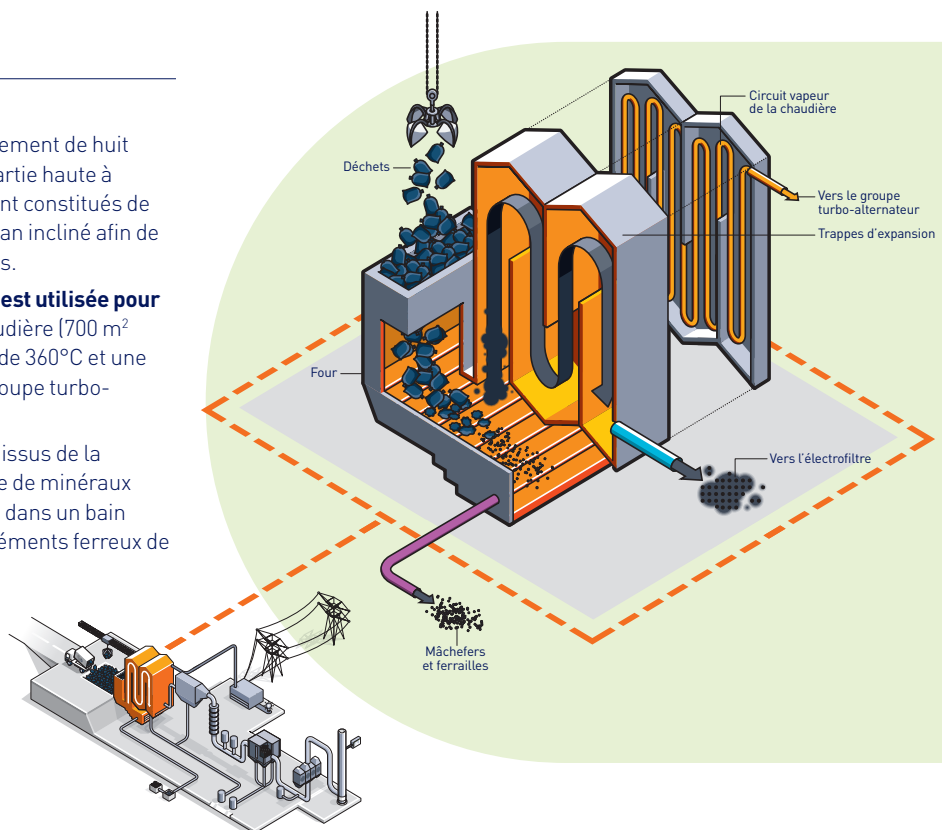 ement de huit
artie haute à
nt constitués de
an incliné afin de
s.
est utilisée pour
udière (700 m²
de 360°C et une
oupe turbo-
issus de la
e de minéraux
dans un bain
éments ferreux de
Déchets
Four
Circuit vapeur
de la chaudière
Vers le groupe
turbo-alternateur
Trappes d’expansion
Vers l’électrofiltre
Mâchefers
et ferrailles